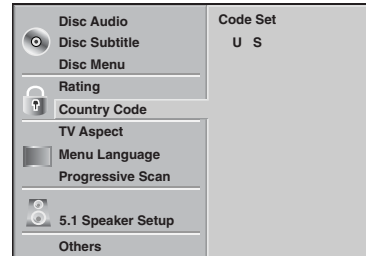 Disc Audio
Disc Subtitle
Disc Menu
Rating
Country Code
TV Aspect
Menu Language
Progressive Scan
5.1 Speaker Setup
Others
Code Set
U S